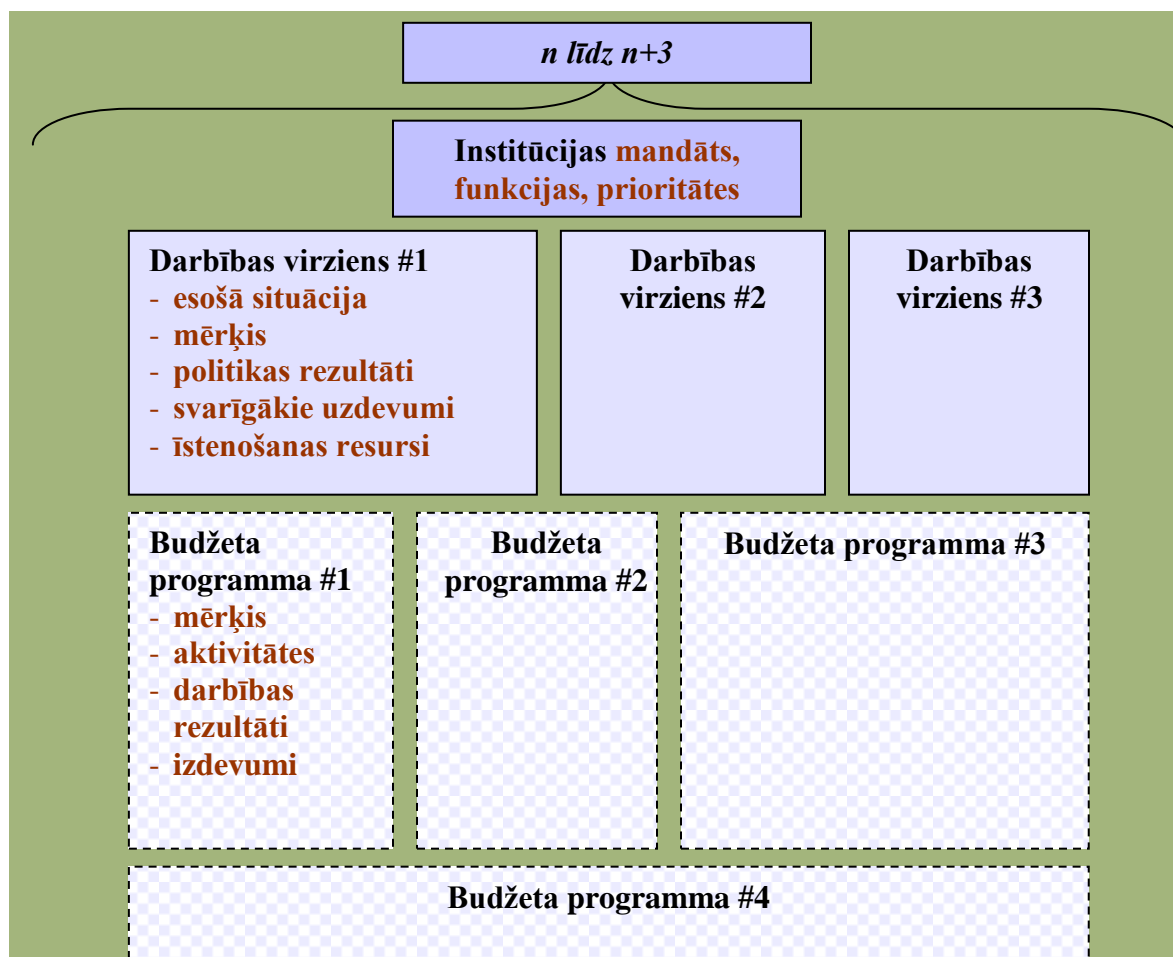 n līdz n+3
Institūcijas mandāts,
funkcijas, prioritātes
Darbības virziens #1
- esošā situācija
- mērķis
- politikas rezultāti
- svarīgākie uzdevumi
- īstenošanas resursi
Darbības
virziens #2
Darbības
virziens #3
Budžeta
programma #1
- mērķis
- aktivitātes
- darbības
rezultāti
- izdevumi
Budžeta
programma #2
Budžeta programma #3
Budžeta programma #4